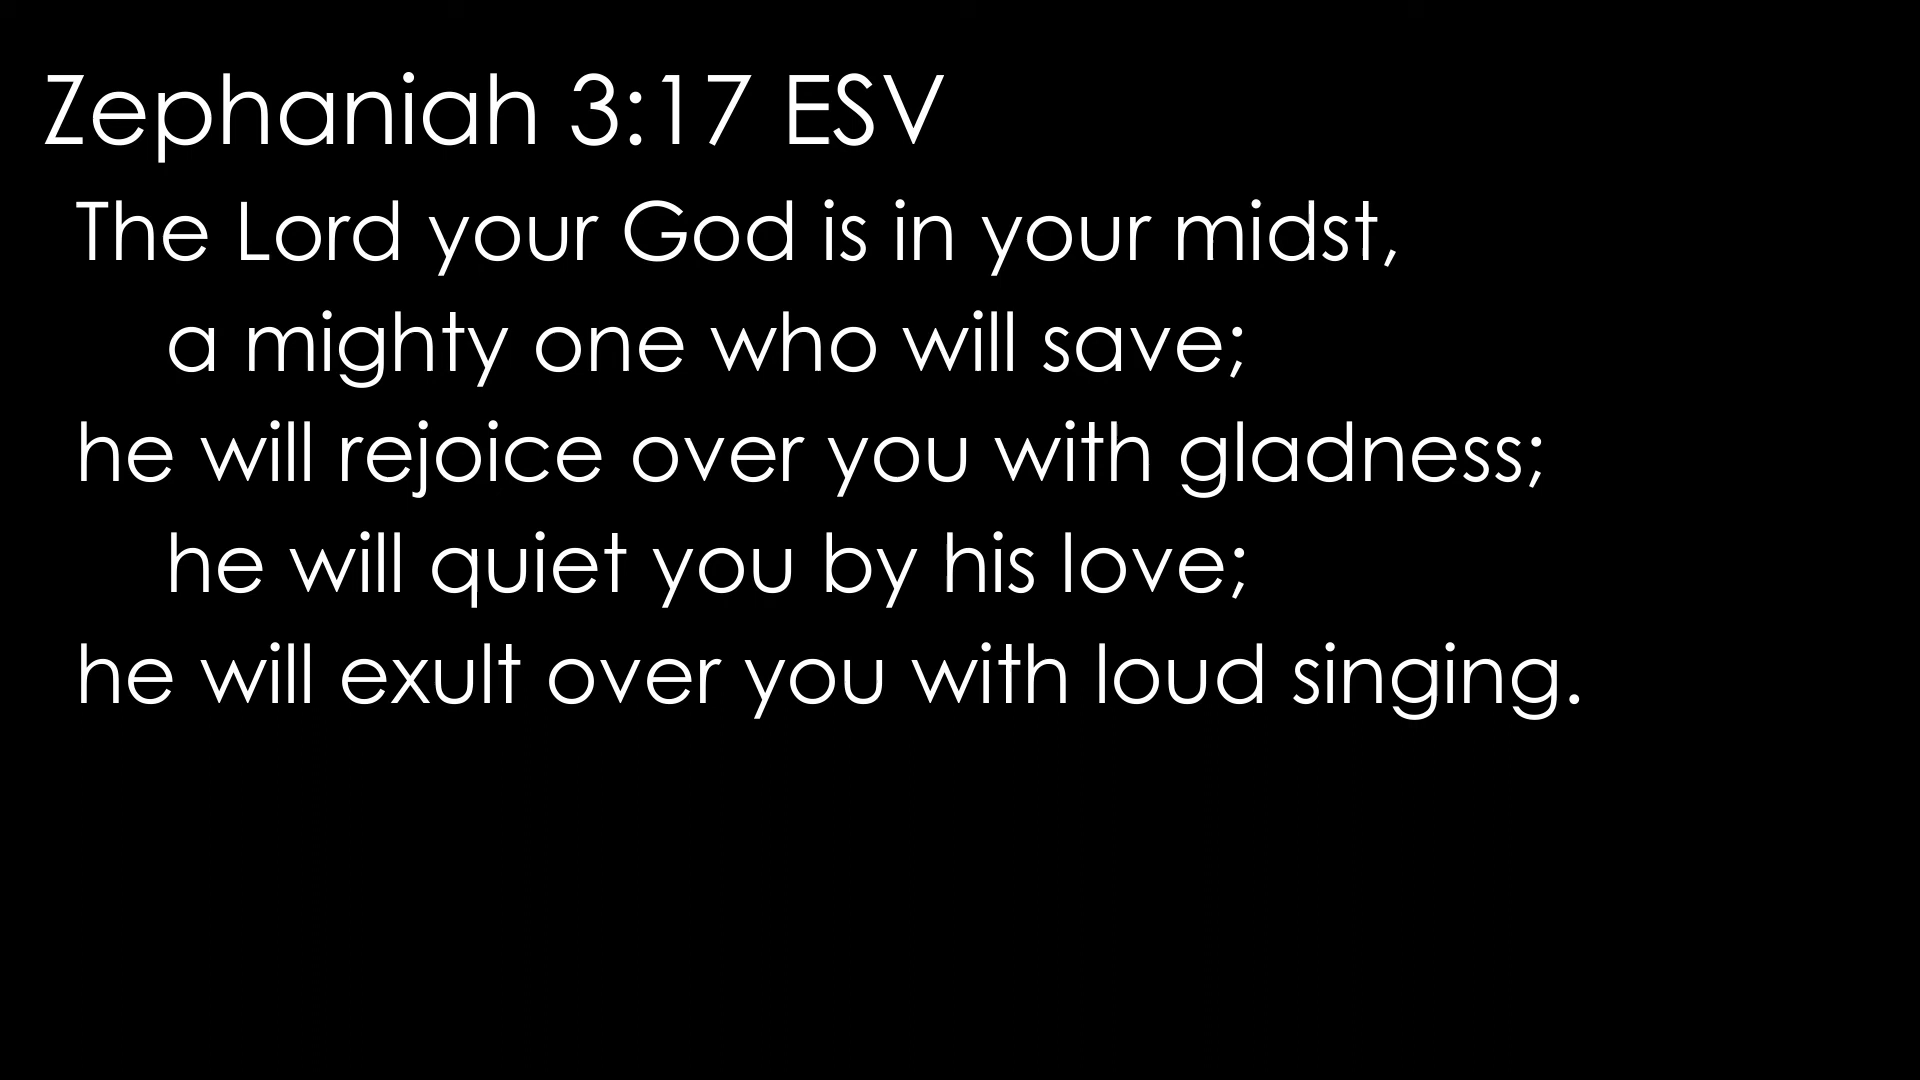 Zephaniah 3:17 ESV
The Lord your God is in your midst,
a mighty one who will save;
he will rejoice over you with gladness;
he will quiet you by his love;
he will exult over you with loud singing.